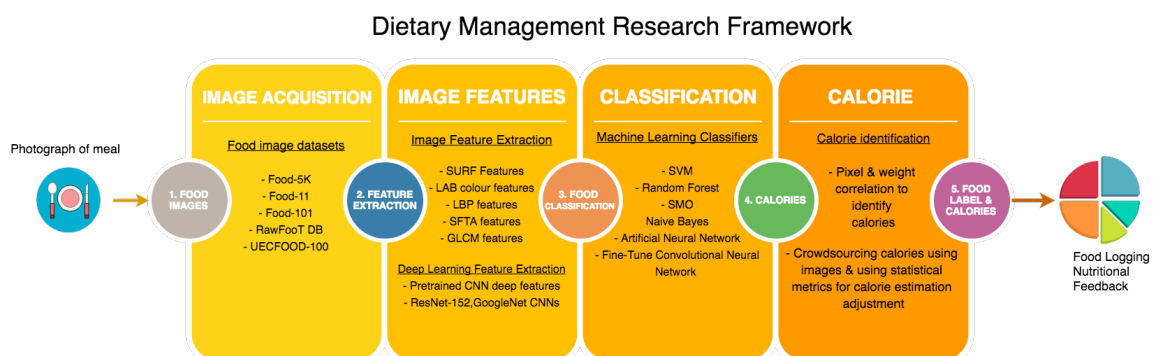 Dietary Management Research Framework
Photograph of meal
1. FOOD
IMAGES
IMAGE ACQUISITION
Food image datasets
- Food-5K
- Food-11
- Food-101
- RawFooT DB
- UECFOOD-100
2. FEATURE
EXTRACTION
IMAGE FEATURES
Image Feature Extraction
- SURF Features
- LAB colour features
- LBP features
- SFTA features
- GLCM features
Deep Learning Feature Extraction
- Pretrained CNN deep features
- ResNet-152,GoogleNet CNNs
3. FOOD
CLASSIFICATION
CLASSIFICATION
Machine Learning Classifiers
- SVM
- Random Forest
- SMO
Naive Bayes
- Artificial Neural Network
- Fine-Tune Convolutional Neural
Network
4. CALORIES
CALORIE
Calorie identification
- Pixel & weight
correlation to
identify
calories
- Crowdsourcing calories using
images & using statistical
metrics for calorie estimation
adjustment
5. FOOD
LABEL &
CALORIES
Food Logging
Nutritional
Feedback